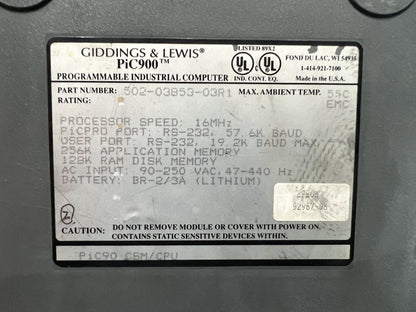 GIDDINGS & LEWIS®
PiC900™
PROGRAMMABLE INDUSTRIAL COMPUTER
LISTED 89X2
UL UL
IND. CONT. EQ.
FOND DU LAC, WI 54935
1-414-921-7100
PART NUMBER: 502-03853-03R1 MAX. AMBIENT TEMP. 55C
RATING: EMC
PROCESSOR SPEED: 16MHz
PiCPRO PORT: RS-232, 57.6K BAUD
USER PORT: RS-232, 19.2K BAUD MAX
256K APPLICATION MEMORY
128K RAM DISK MEMORY
AC INPUT: 90-250 VAC, 47-440 Hz
BATTERY: BR-2/3A (LITHIUM)
2
CAUTION: DO NOT REMOVE MODULE OR COVER WITH POWER ON.
CONTAINS STATIC SENSITIVE DEVICES WITHIN.
PiC90 CSM/CPU